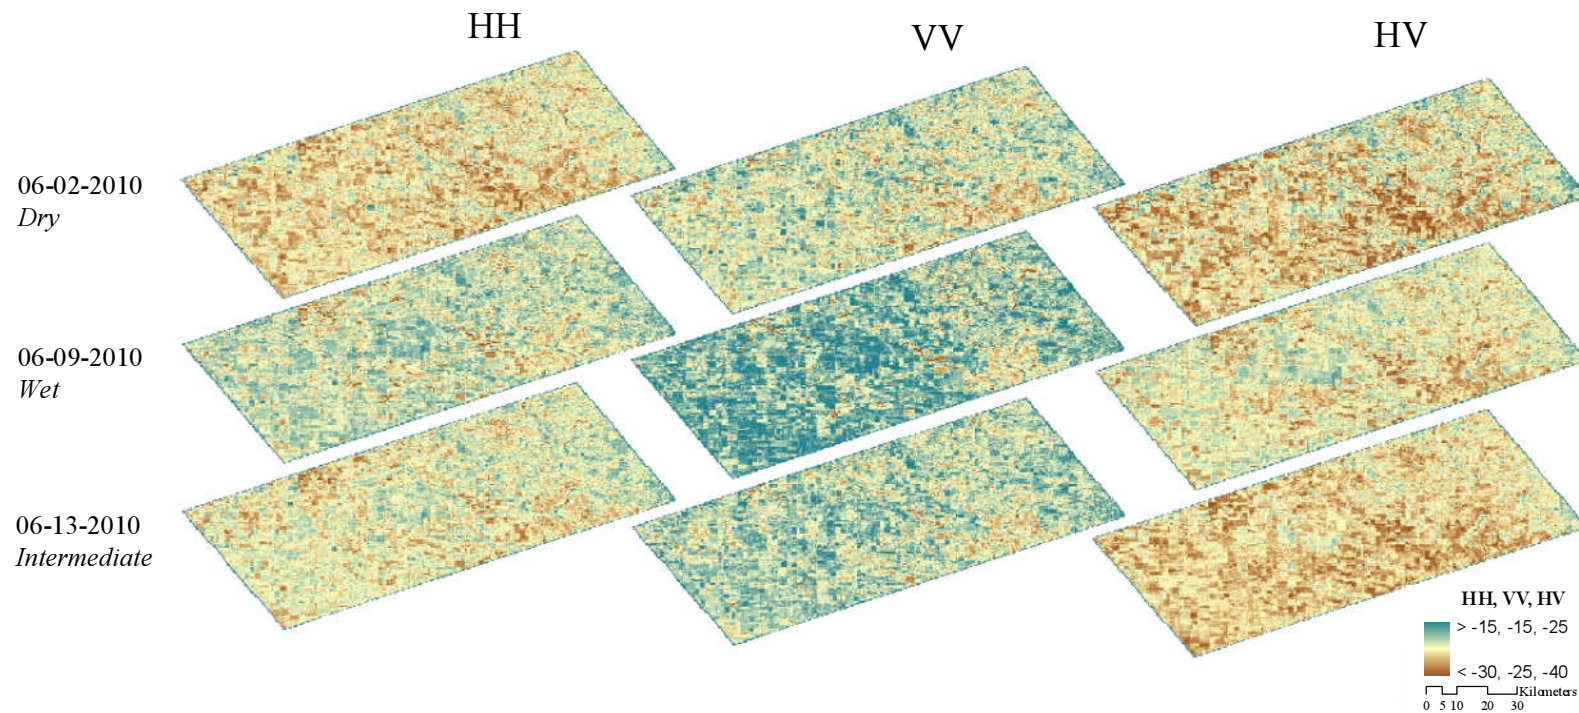 HH
VV
HV
06-02-2010
Dry
06-09-2010
Wet
06-13-2010
Intermediate
HH, VV, HV
> -15, -15, -25
< -30, -25, -40
Kilometers
0 5 10 20 30